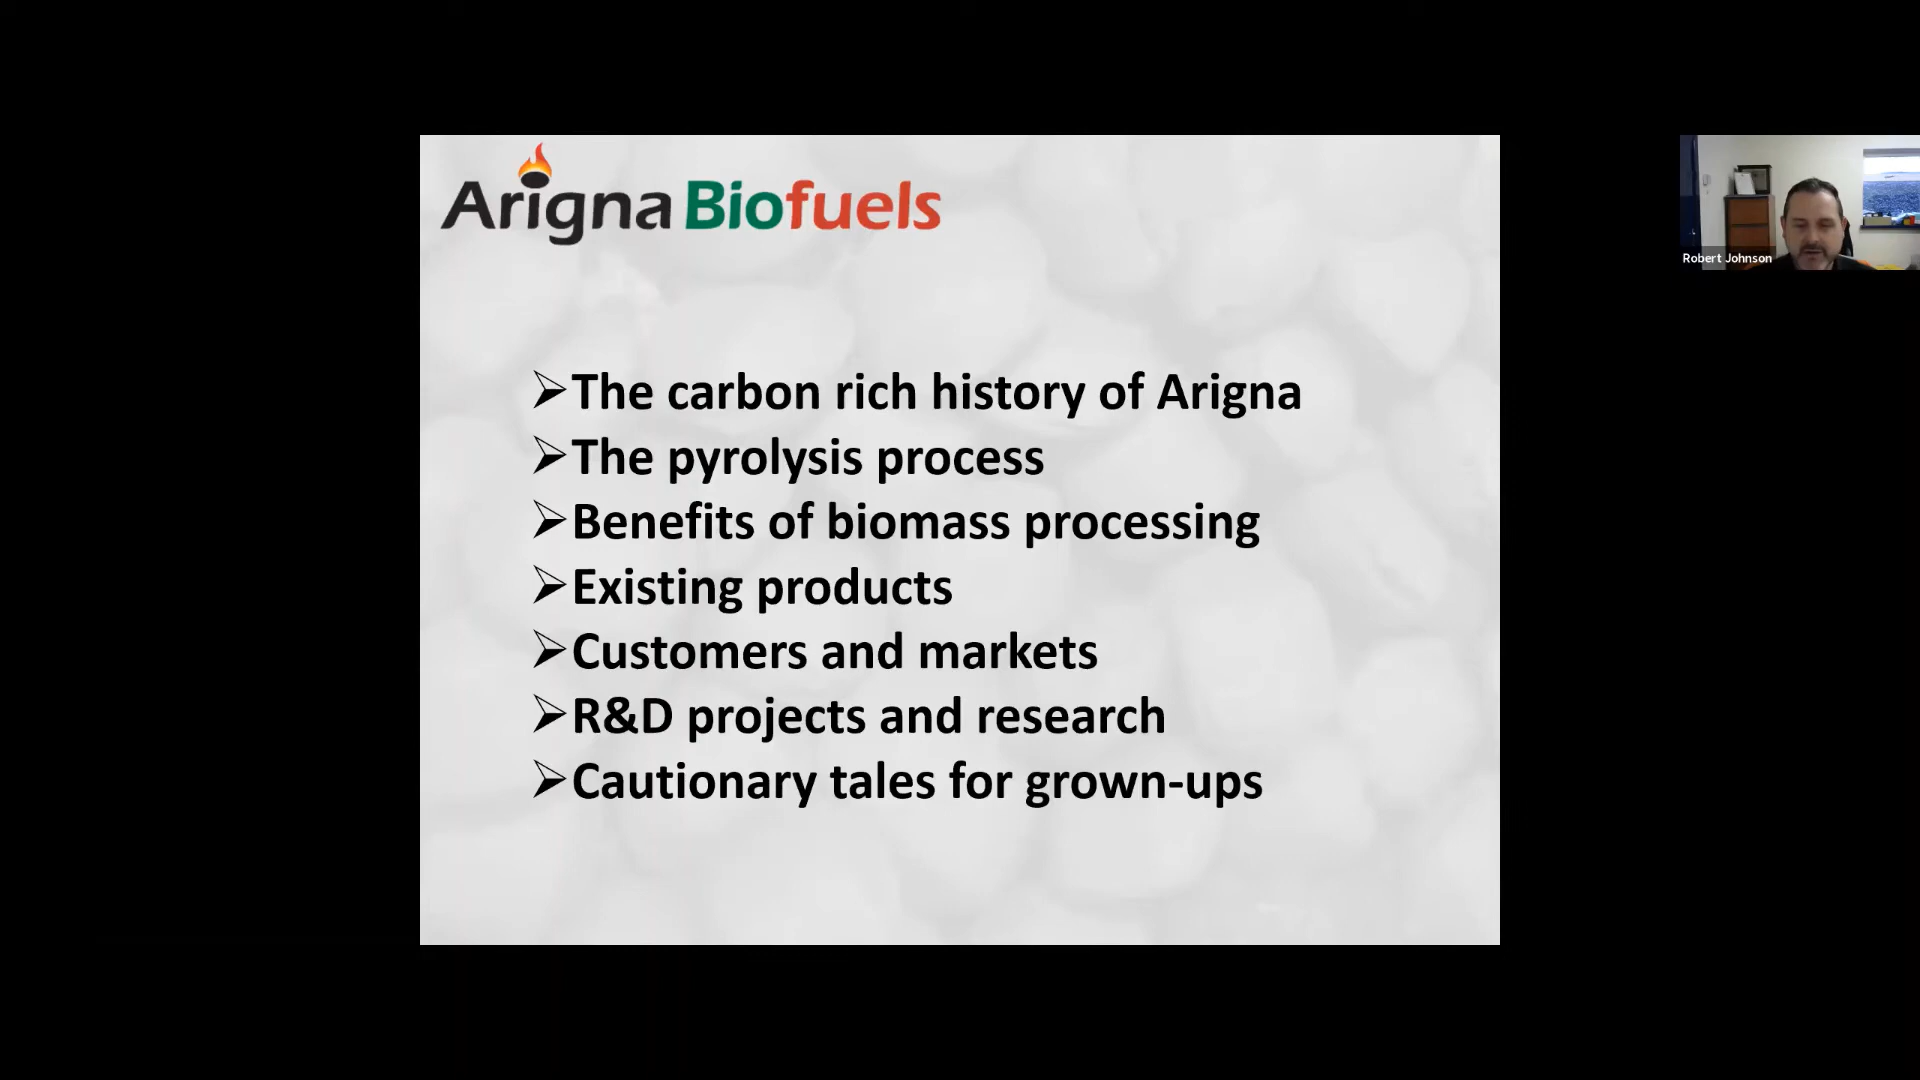 Arigna Biofuels
Robert Johnson
➢The carbon rich history of Arigna
➢The pyrolysis process
➢Benefits of biomass processing
➢Existing products
➢Customers and markets
➢R&D projects and research
➢Cautionary tales for grown-ups